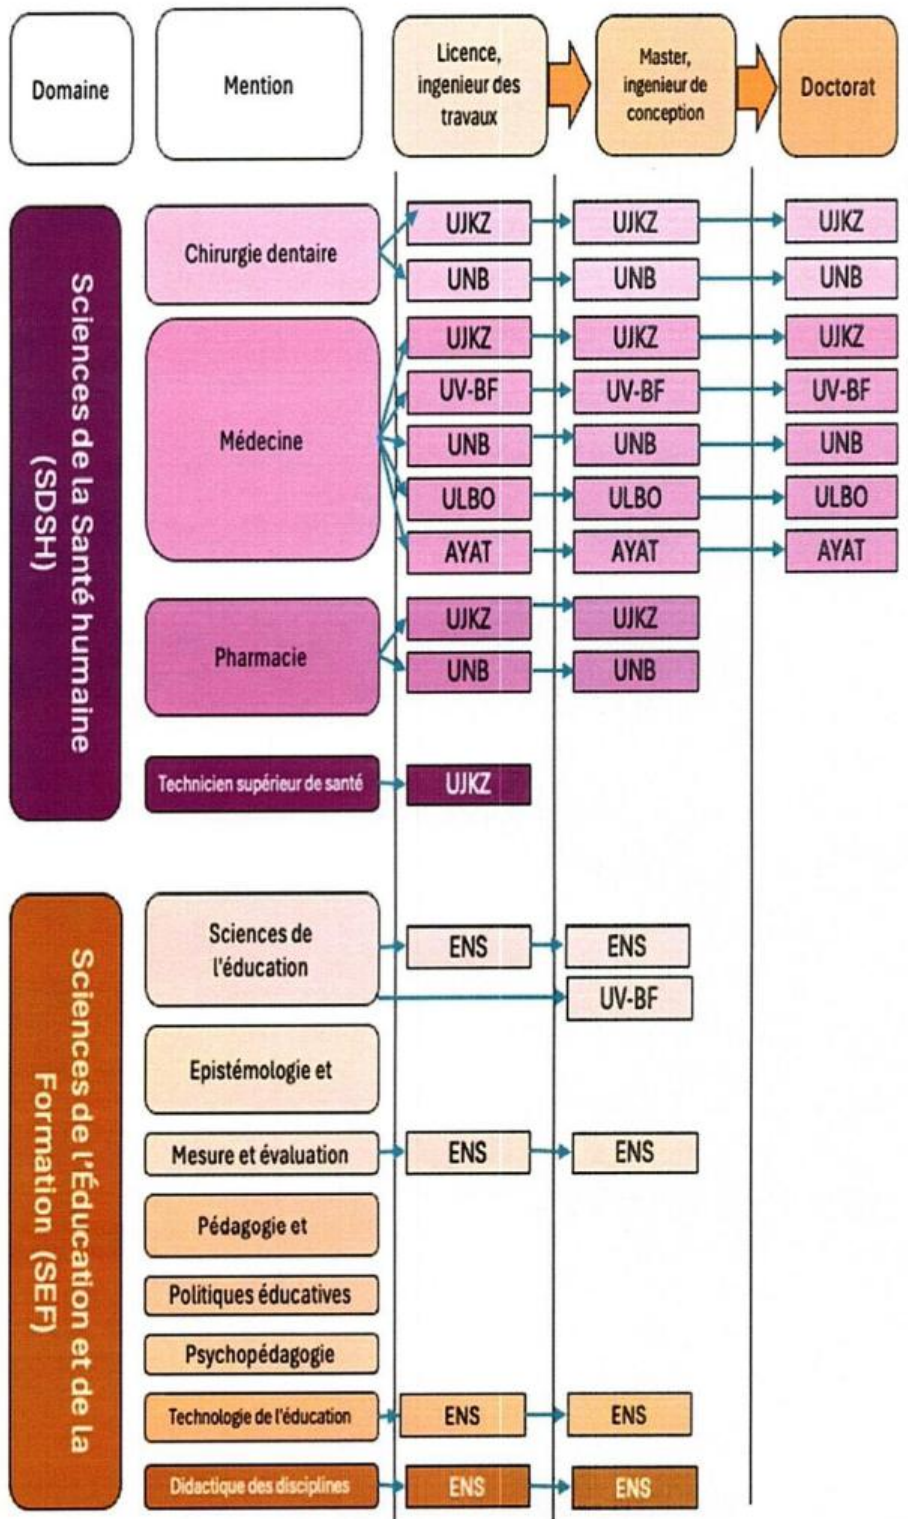 Domaine
Mention
Licence,
ingenieur des
travaux
Master,
ingenieur de
conception
Doctorat
Sciences de la Santé humaine
(SDSH)
Chirurgie dentaire
UJKZ
UJKZ
UJKZ
UNB
UNB
UNB
Médecine
UJKZ
UJKZ
UJKZ
UV-BF
UV-BF
UV-BF
UNB
UNB
UNB
ULBO
ULBO
ULBO
AYAT
AYAT
AYAT
Pharmacie
UJKZ
UJKZ
UNB
UNB
Technicien supérieur de santé
UJKZ
Sciences de l'Éducation et de la
Formation (SEF)
Sciences de
l'éducation
ENS
ENS
UV-BF
Epistémologie et
Mesure et évaluation
ENS
ENS
Pédagogie et
Politiques éducatives
Psychopédagogie
Technologie de l'éducation
ENS
ENS
Didactique des disciplines
ENS
ENS